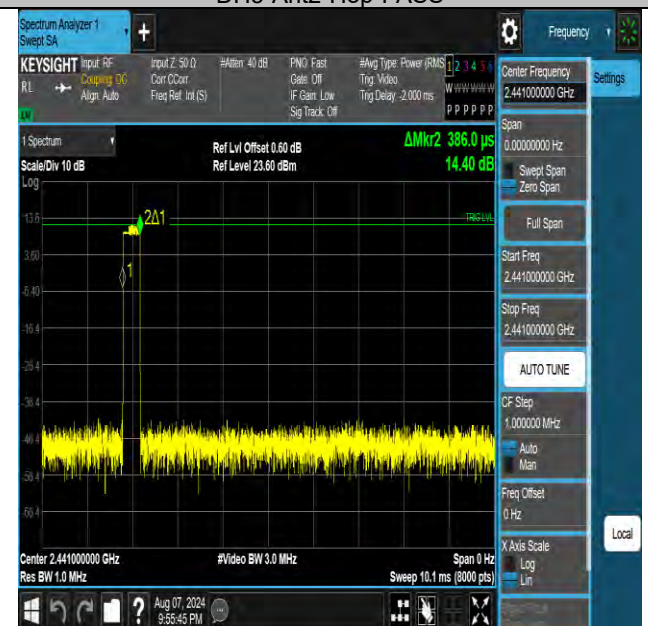 Spectrum Analyzer 1
Swept SA
Frequency
KEYSIGHT Input: RF
Coupling: DC
Align: Auto
RL
Input Z: 50 Ω
Corr CCorr
Freq Ref: Int (S)
#Atten: 40 dB
PNO: Fast
Gate: Off
IF Gain: Low
Sig Track: Off
#Avg Type: Power (RMS
Trig: Video
Trig Delay: -2.000 ms
1 2 3 4 5 6
W W W W W W
P P P P P P
Settings
Center Frequency
2.441000000 GHz
Span
0.00000000 Hz
Swept Span
Zero Span
Full Span
Start Freq
2.441000000 GHz
Stop Freq
2.441000000 GHz
AUTO TUNE
CF Step
1.000000 MHz
Auto
Man
Freq Offset
0 Hz
X Axis Scale
Log
Lin
Local
1 Spectrum
Scale/Div 10 dB
Log
Ref Lvl Offset 0.60 dB
Ref Level 23.60 dBm
ΔMkr2 386.0 µs
14.40 dB
13.6
3.60
-6.40
-16.4
-26.4
-36.4
-46.4
-56.4
-66.4
2Δ1
1
TRIG LVL
Center 2.441000000 GHz
Res BW 1.0 MHz
#Video BW 3.0 MHz
Span 0 Hz
Sweep 10.1 ms (8000 pts)
?
Aug 07, 2024
9:55:45 PM